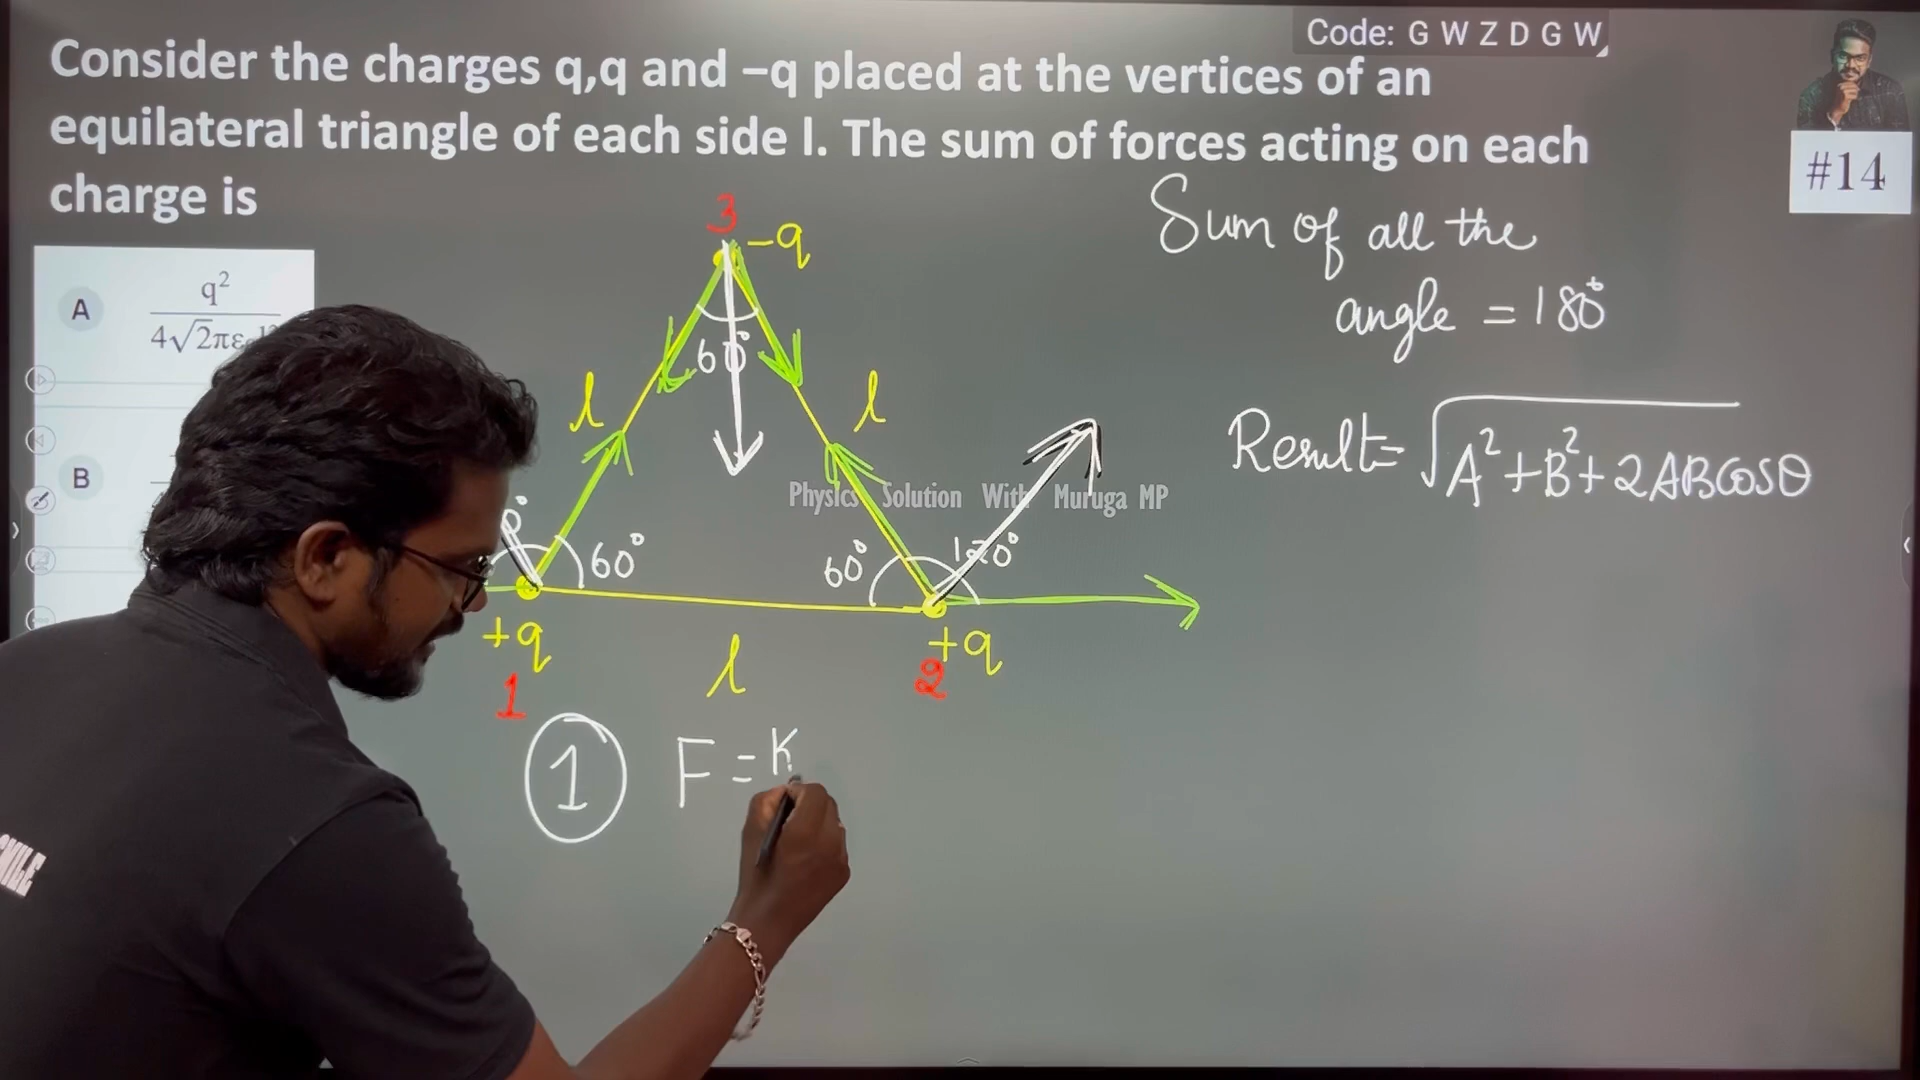 Code: G W Z D G W
Consider the charges q,q and –q placed at the vertices of an
equilateral triangle of each side l. The sum of forces acting on each
charge is
#14
A
q²
4√2πε
B
3
-q
60°
l
l
60°
60°
120°
+q
l
+q
1
2
Sum of all the
angle = 180°
Result = √A²+B²+2ABCosθ
Physics Solution With Muruga MP
1 F = K